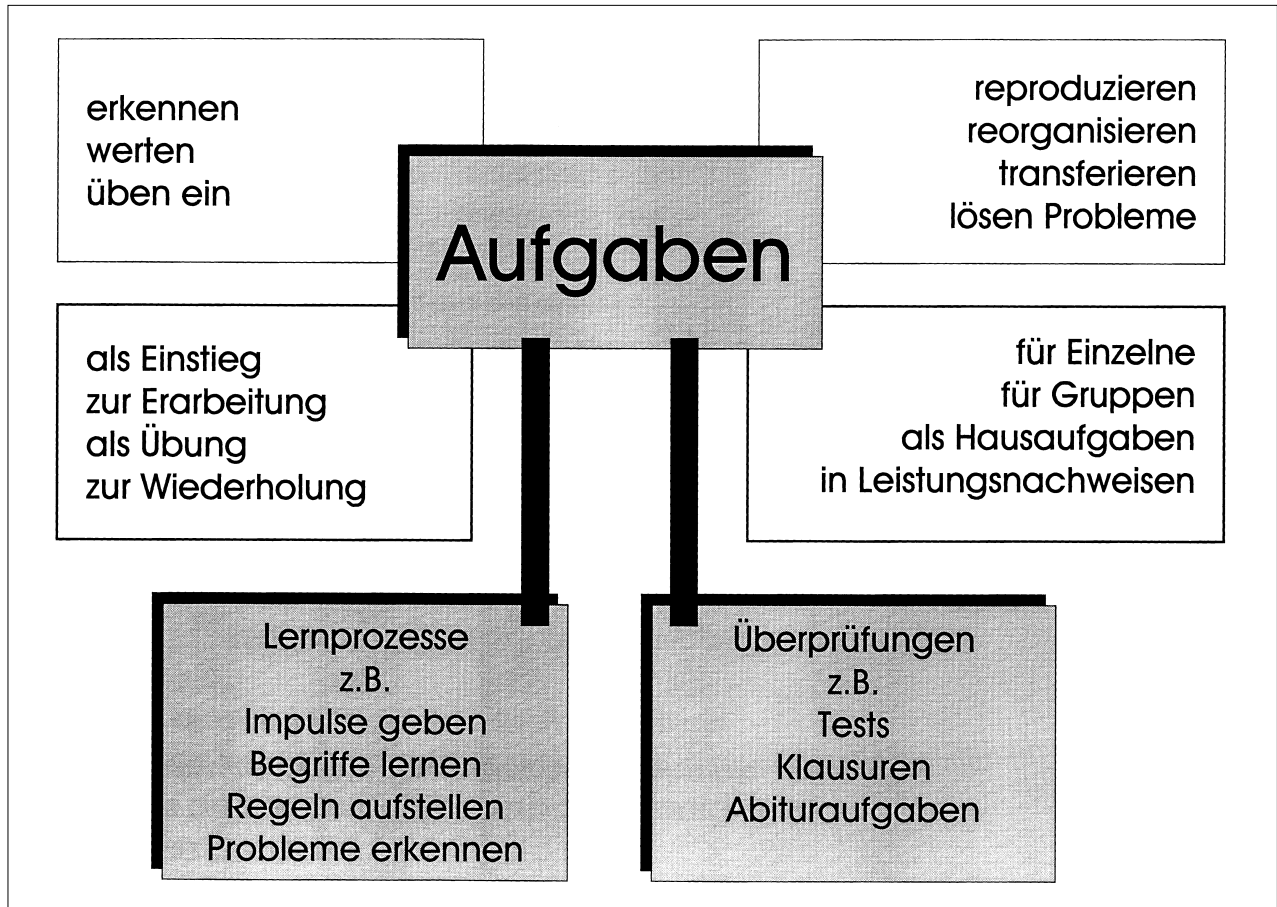 erkennen
werten
üben ein
reproduzieren
reorganisieren
transferieren
lösen Probleme
Aufgaben
als Einstieg
zur Erarbeitung
als Übung
zur Wiederholung
für Einzelne
für Gruppen
als Hausaufgaben
in Leistungsnachweisen
Lernprozesse
z.B.
Impulse geben
Begriffe lernen
Regeln aufstellen
Probleme erkennen
Überprüfungen
z.B.
Tests
Klausuren
Abituraufgaben